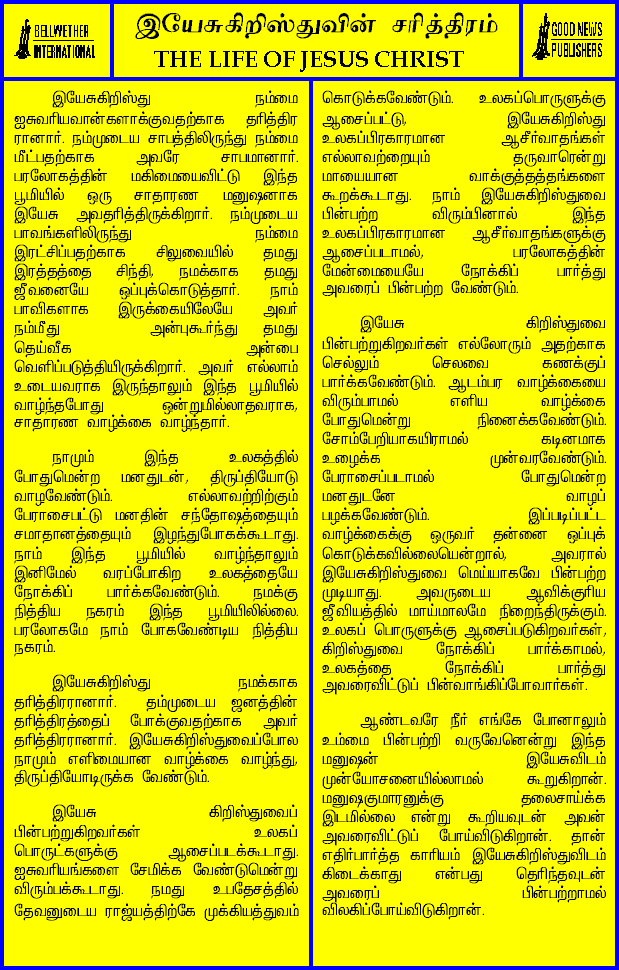 BELLWETHER
INTERNATIONAL
இயேசுகிறிஸ்துவின் சரித்திரம்
THE LIFE OF JESUS CHRIST
GOOD NEWS
PUBLISHERS
இயேசுகிறிஸ்து நம்மை
ஐசுவரியவான்களாக்குவதற்காக தரித்திர
ரானார். நம்முடைய சாபத்திலிருந்து நம்மை
மீட்பதற்காக அவரே சாபமானார்.
பரலோகத்தின் மகிமையைவிட்டு இந்த
பூமியில் ஒரு சாதாரண மனுஷனாக
இயேசு அவதரித்திருக்கிறார். நம்முடைய
பாவங்களிலிருந்து நம்மை
இரட்சிப்பதற்காக சிலுவையில் தமது
இரத்தத்தை சிந்தி, நமக்காக தமது
ஜீவனையே ஒப்புக்கொடுத்தார். நாம்
பாவிகளாக இருக்கையிலேயே அவர்
நம்மீது அன்புகூர்ந்து தமது
தெய்வீக அன்பை
வெளிப்படுத்தியிருக்கிறார். அவர் எல்லாம்
உடையவராக இருந்தாலும் இந்த பூமியில்
வாழ்ந்தபோது ஒன்றுமில்லாதவராக,
சாதாரண வாழ்க்கை வாழ்ந்தார்.
நாமும் இந்த உலகத்தில்
போதுமென்ற மனதுடன், திருப்தியோடு
வாழவேண்டும். எல்லாவற்றிற்கும்
பேராசைபட்டு மனதின் சந்தோஷத்தையும்
சமாதானத்தையும் இழந்துபோகக்கூடாது.
நாம் இந்த பூமியில் வாழ்ந்தாலும்
இனிமேல் வரப்போகிற உலகத்தையே
நோக்கிப் பார்க்கவேண்டும். நமக்கு
நித்திய நகரம் இந்த பூமியிலில்லை.
பரலோகமே நாம் போகவேண்டிய நித்திய
நகரம்.
இயேசுகிறிஸ்து நமக்காக
தரித்திரரானார். தம்முடைய ஜனத்தின்
தரித்திரத்தைப் போக்குவதற்காக அவர்
தரித்திரரானார். இயேசுகிறிஸ்துவைப்போல
நாமும் எளிமையான வாழ்க்கை வாழ்ந்து,
திருப்தியோடிருக்க வேண்டும்.
இயேசு கிறிஸ்துவைப்
பின்பற்றுகிறவர்கள் உலகப்
பொருட்களுக்கு ஆசைப்படக்கூடாது.
ஐசுவரியங்களை சேமிக்க வேண்டுமென்று
விரும்பக்கூடாது. நமது உபதேசத்தில்
தேவனுடைய ராஜ்யத்திற்கே முக்கியத்துவம்
கொடுக்கவேண்டும். உலகப்பொருளுக்கு
ஆசைப்பட்டு, இயேசுகிறிஸ்து
உலகப்பிரகாரமான ஆசீர்வாதங்கள்
எல்லாவற்றையும் தருவாரென்று
மாயையான வாக்குத்தத்தங்களை
கூறக்கூடாது. நாம் இயேசுகிறிஸ்துவை
பின்பற்ற விரும்பினால் இந்த
உலகப்பிரகாரமான ஆசீர்வாதங்களுக்கு
ஆசைப்படாமல், பரலோகத்தின்
மேன்மையையே நோக்கிப் பார்த்து
அவரைப் பின்பற்ற வேண்டும்.
இயேசு கிறிஸ்துவை
பின்பற்றுகிறவர்கள் எல்லோரும் அதற்காக
செல்லும் செலவை கணக்குப்
பார்க்கவேண்டும். ஆடம்பர வாழ்க்கையை
விரும்பாமல் எளிய வாழ்க்கை
போதுமென்று நினைக்கவேண்டும்.
சோம்பேறியாகயிராமல் கடினமாக
உழைக்க முன்வரவேண்டும்.
பேராசைப்படாமல் போதுமென்ற
மனதுடனே வாழப்
பழக்கவேண்டும். இப்படிப்பட்ட
வாழ்க்கைக்கு ஒருவர் தன்னை ஒப்புக்
கொடுக்கவில்லையென்றால், அவரால்
இயேசுகிறிஸ்துவை மெய்யாகவே பின்பற்ற
முடியாது. அவருடைய ஆவிக்குரிய
ஜீவியத்தில் மாய்மாலமே நிறைந்திருக்கும்.
உலகப் பொருளுக்கு ஆசைப்படுகிறவர்கள்,
கிறிஸ்துவை நோக்கிப் பார்க்காமல்,
உலகத்தை நோக்கிப் பார்த்து
அவரைவிட்டுப் பின்வாங்கிப்போவார்கள்.
ஆண்டவரே நீர் எங்கே போனாலும்
உம்மை பின்பற்றி வருவேனென்று இந்த
மனுஷன் இயேசுவிடம்
முன்யோசனையில்லாமல் கூறுகிறான்.
மனுஷகுமாரனுக்கு தலைசாய்க்க
இடமில்லை என்று கூறியவுடன் அவன்
அவரைவிட்டுப் போய்விடுகிறான். தான்
எதிர்பார்த்த காரியம் இயேசுகிறிஸ்துவிடம்
கிடைக்காது என்பது தெரிந்தவுடன்
அவரைப் பின்பற்றாமல்
விலகிப்போய்விடுகிறான்.